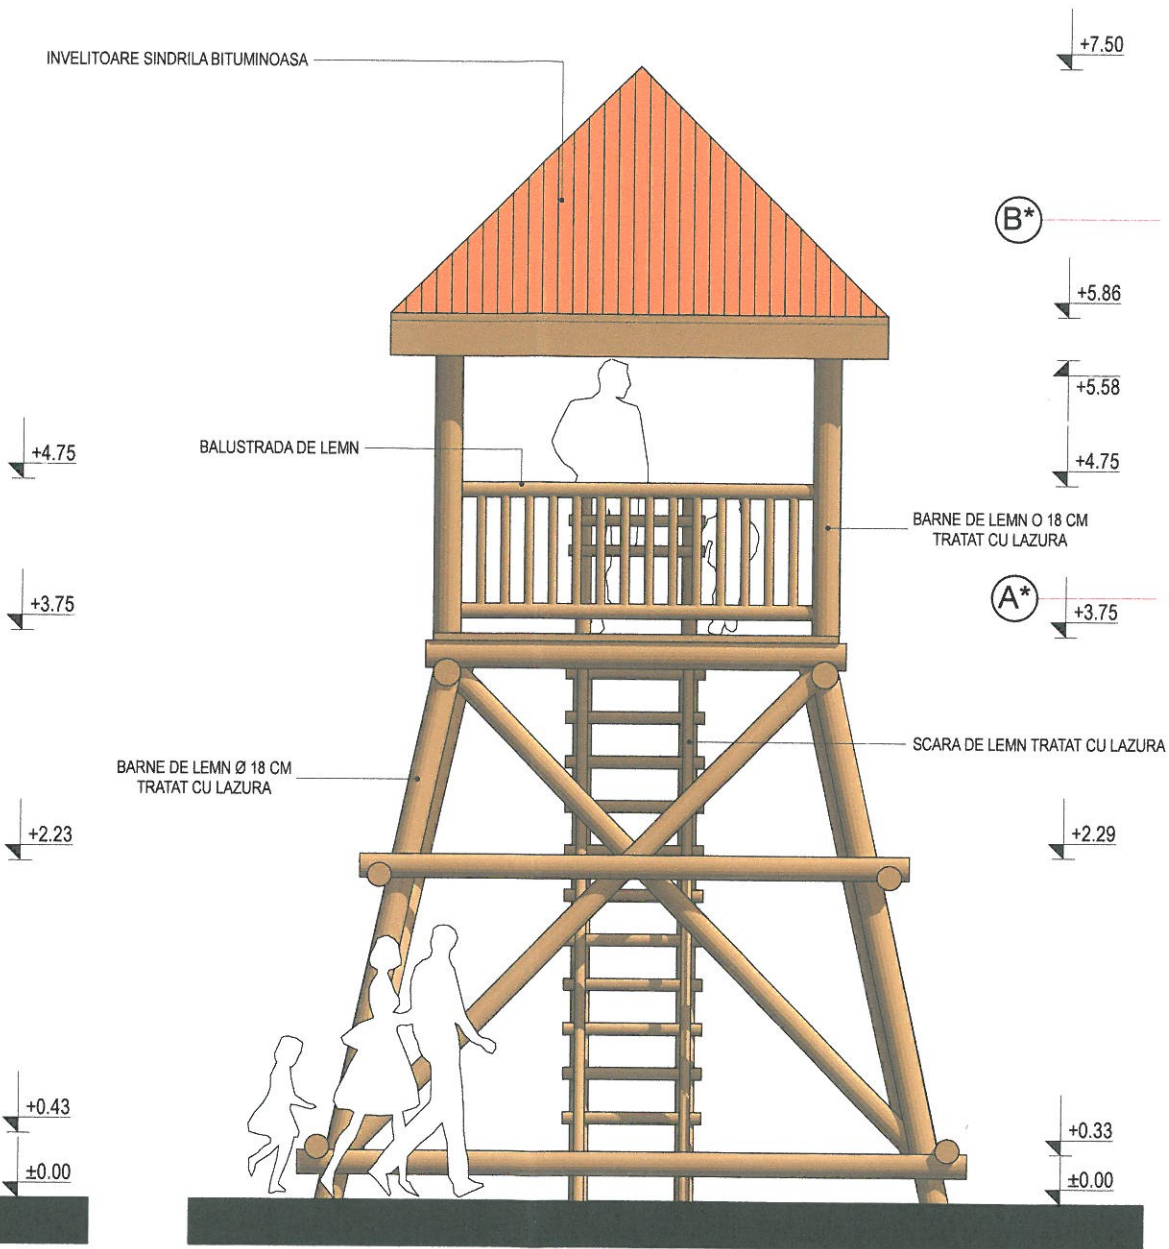 +7.50
INVELITOARE SINDRILA BITUMINOASA
B*
+5.86
+5.58
BALUSTRADA DE LEMN
+4.75
+4.75
BARNE DE LEMN O 18 CM
TRATAT CU LAZURA
A*
+3.75
+3.75
SCARA DE LEMN TRATAT CU LAZURA
BARNE DE LEMN Ø 18 CM
TRATAT CU LAZURA
+2.23
+2.29
+0.43
+0.33
±0.00
±0.00